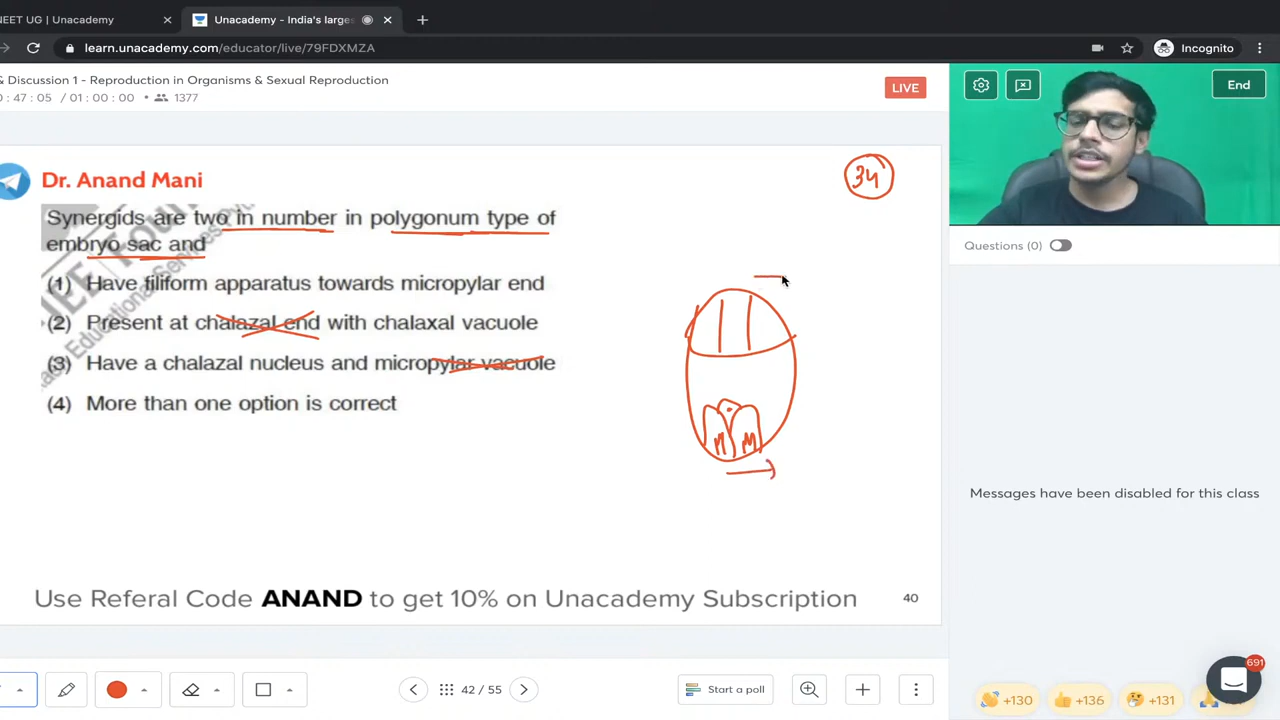 NEET UG | Unacademy
Unacademy - India's larges
learn.unacademy.com/educator/live/79FDXMZA
Incognito
& Discussion 1 - Reproduction in Organisms & Sexual Reproduction
0 : 47 : 05 / 01 : 00 : 00 • 1377
LIVE
End
Dr. Anand Mani
34
Synergids are two in number in polygonum type of
embryo sac and
(1) Have filiform apparatus towards micropylar end
(2) Present at chalazal end with chalaxal vacuole
(3) Have a chalazal nucleus and micropylar vacuole
(4) More than one option is correct
Questions (0)
Messages have been disabled for this class
Use Referal Code ANAND to get 10% on Unacademy Subscription
40
42 / 55
Start a poll
691
+130
+136
+131